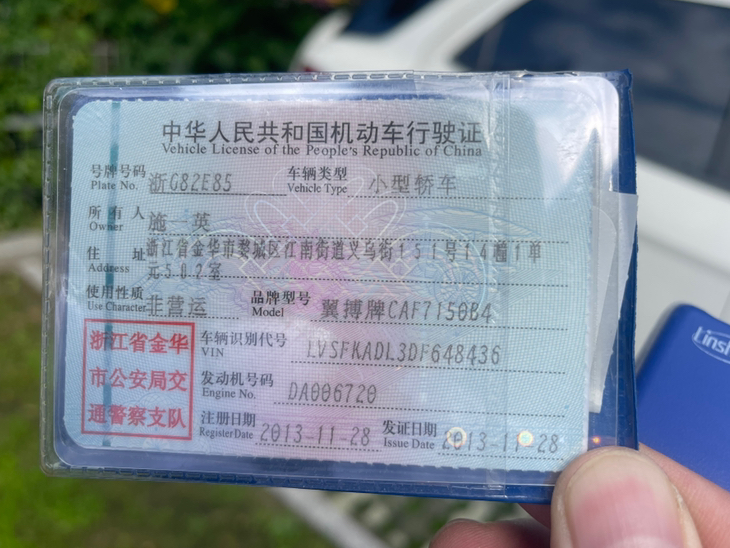 中华人民共和国机动车行驶证
Vehicle License of the People's Republic of China
号牌号码 浙G82E85 车辆类型 小型轿车
Plate No. Vehicle Type
所有人 施一英
Owner
住址 浙江省金华市婺城区江南街道义乌街151号14幢1单
Address 元502室
使用性质 非营运 品牌型号 翼搏牌CAF7150B4
Use Character Model
浙江省金华
市公安局交
通警察支队
车辆识别代号 LVSFKADL3DF648436
VIN
发动机号码 DA006720
Engine No.
注册日期 2013-11-28 发证日期 2013-11-28
Register Date Issue Date